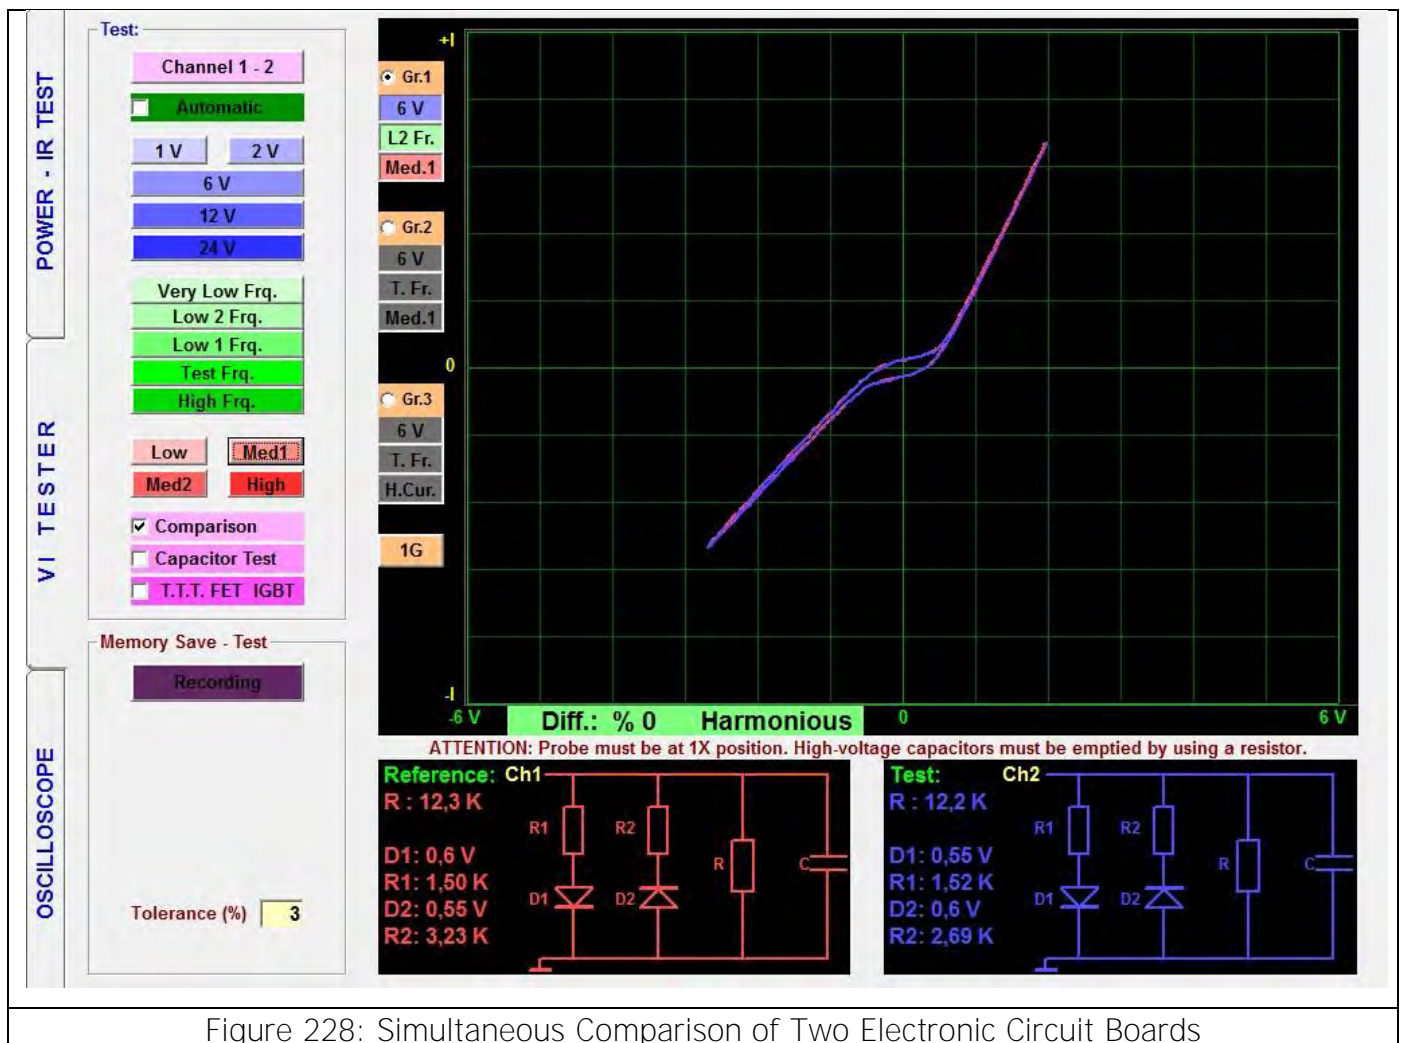 POWER - IR TEST
VI TESTER
OSCILLOSCOPE
Test:
Channel 1 - 2
Automatic
1 V
2 V
6 V
12 V
24 V
Very Low Frq.
Low 2 Frq.
Low 1 Frq.
Test Frq.
High Frq.
Low
Med1
Med2
High
Comparison
Capacitor Test
T.T.T. FET IGBT
Memory Save - Test
Recording
Tolerance (%) 3
Gr.1
6 V
L2 Fr.
Med.1
Gr.2
6 V
T. Fr.
Med.1
Gr.3
6 V
T. Fr.
H.Cur.
1G
+I
0
-I
-6 V
0
6 V
Diff.: % 0 Harmonious
ATTENTION: Probe must be at 1X position. High-voltage capacitors must be emptied by using a resistor.
Reference: Ch1
R : 12,3 K
D1: 0,6 V
R1: 1,50 K
D2: 0,55 V
R2: 3,23 K
R1
R2
R
C
D1
D2
Test: Ch2
R : 12,2 K
D1: 0,55 V
R1: 1,52 K
D2: 0,6 V
R2: 2,69 K
R1
R2
R
C
D1
D2
Figure 228: Simultaneous Comparison of Two Electronic Circuit Boards